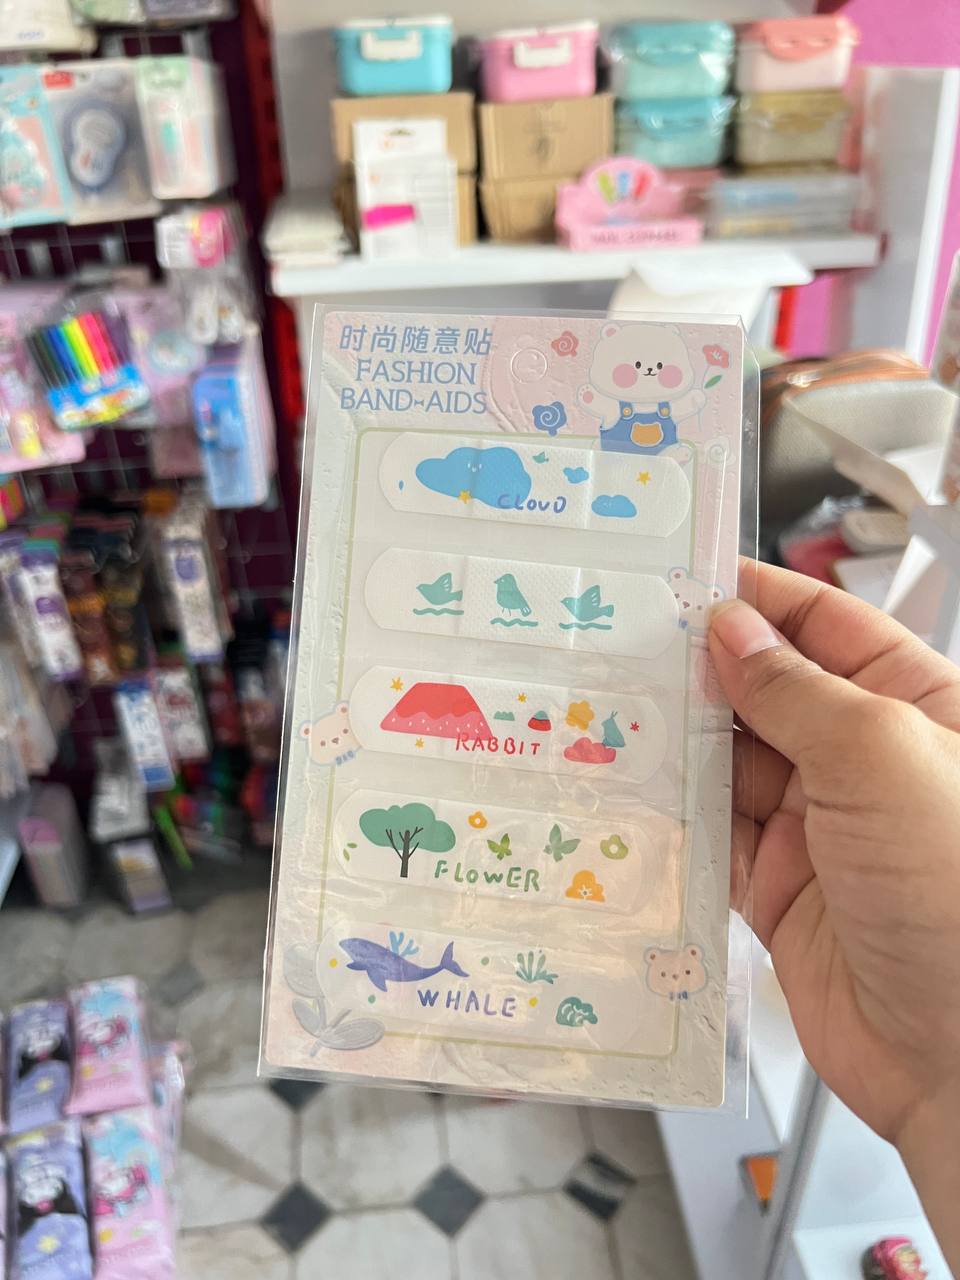 时尚随意贴
FASHION
BAND-AIDS
CLOUD
RABBIT
FLOWER
WHALE